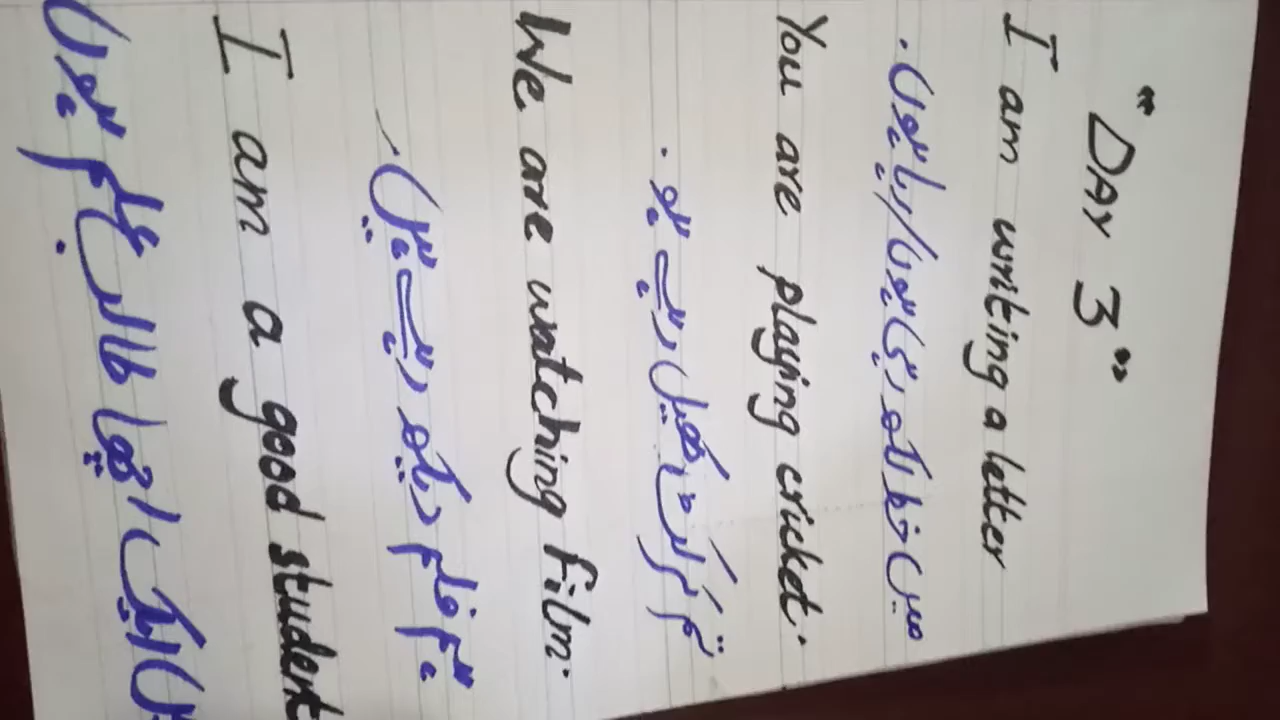 "DAY 3"
I am writing a letter
میں خط لکھ رہی ہوں/رہا ہوں۔
You are playing cricket.
تم کرکٹ کھیل رہے ہو۔
We are watching film.
ہم فلم دیکھ رہے ہیں۔
I am a good student
میں ایک اچھا طالب علم ہوں